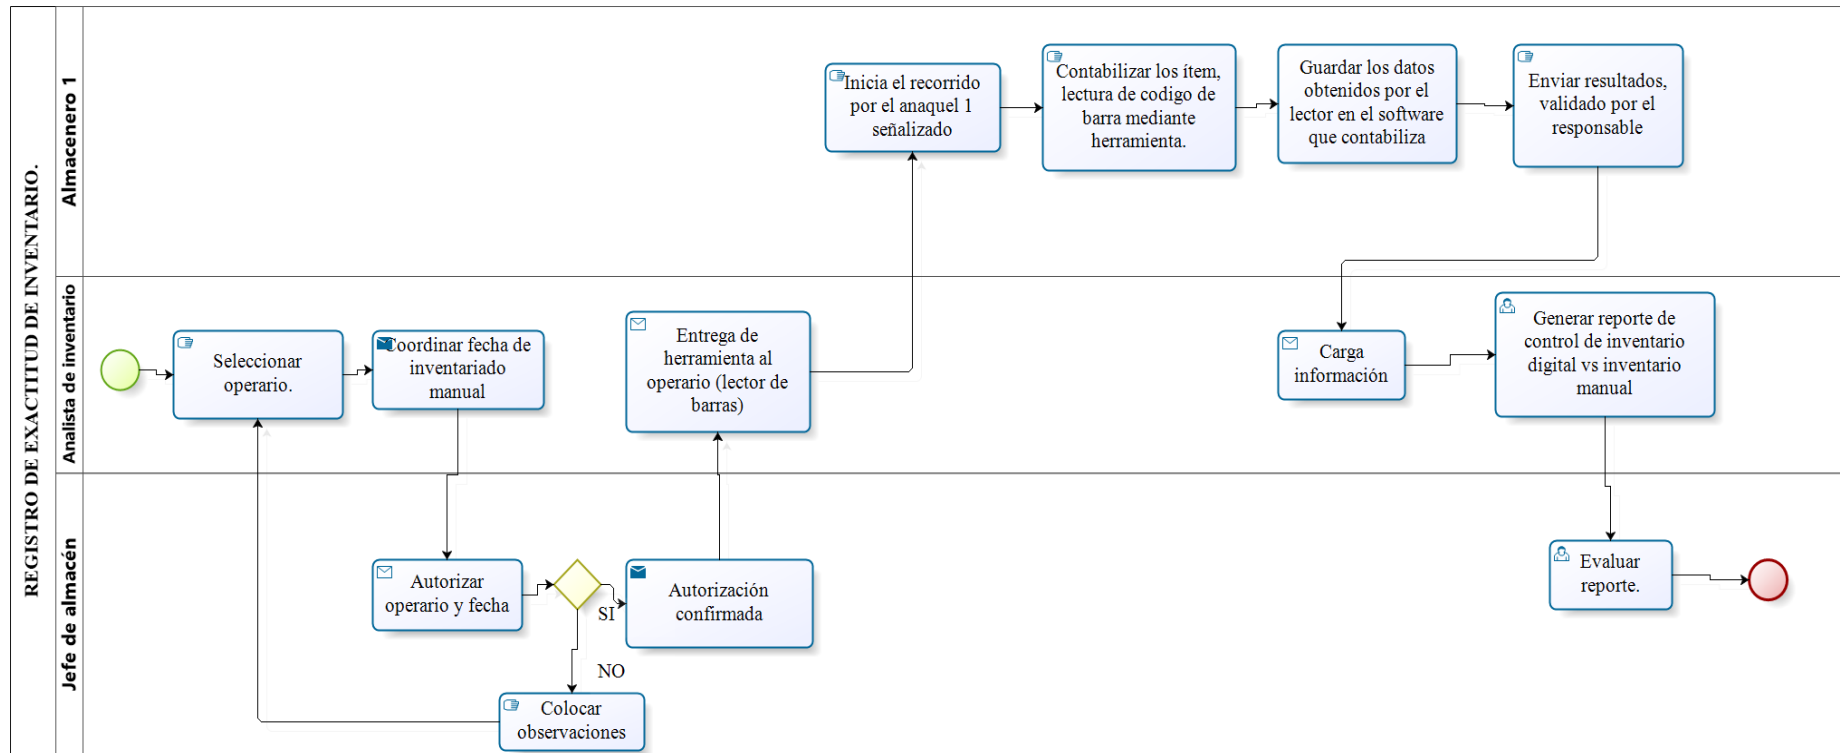 REGISTRO DE EXACTITUD DE INVENTARIO.
Almacenero 1
Inicia el recorrido
por el anaquel 1
señalizado
Contabilizar los ítem,
lectura de codigo de
barra mediante
herramienta.
Guardar los datos
obtenidos por el
lector en el software
que contabiliza
Enviar resultados,
validado por el
responsable
Analista de inventario
Seleccionar
operario.
Coordinar fecha de
inventariado
manual
Entrega de
herramienta al
operario (lector de
barras)
Carga
información
Generar reporte de
control de inventario
digital vs inventario
manual
Jefe de almacén
Autorizar
operario y fecha
SI
NO
Autorización
confirmada
Colocar
observaciones
Evaluar
reporte.